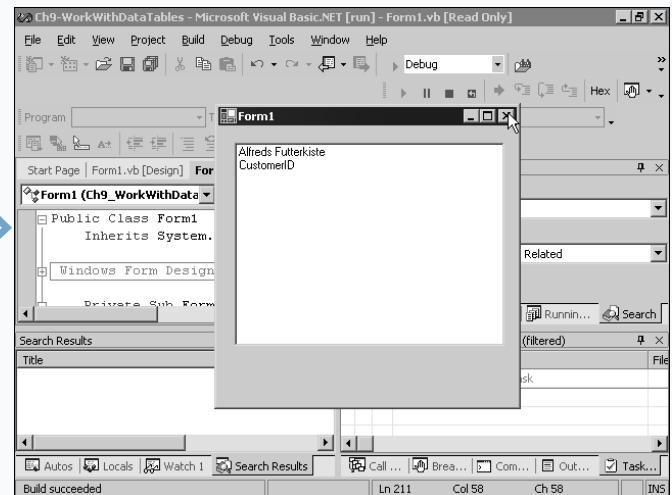 Ch9-WorkWithDataTables - Microsoft Visual Basic.NET [run] - Form1.vb [Read Only]
File Edit View Project Build Debug Tools Window Help
Debug
Hex
Program
Form1
Alfreds Futterkiste
CustomerID
Start Page Form1.vb [Design]
Form1 (Ch9_WorkWithData
Public Class Form1
Inherits System.
Windows Form Design
Private Sub Form
Related
Runnin... Search
Search Results
(filtered)
Title
File
Autos Locals Watch 1 Search Results Call ... Brea... Com... Out... Task...
Build succeeded Ln 211 Col 58 Ch 58 INS